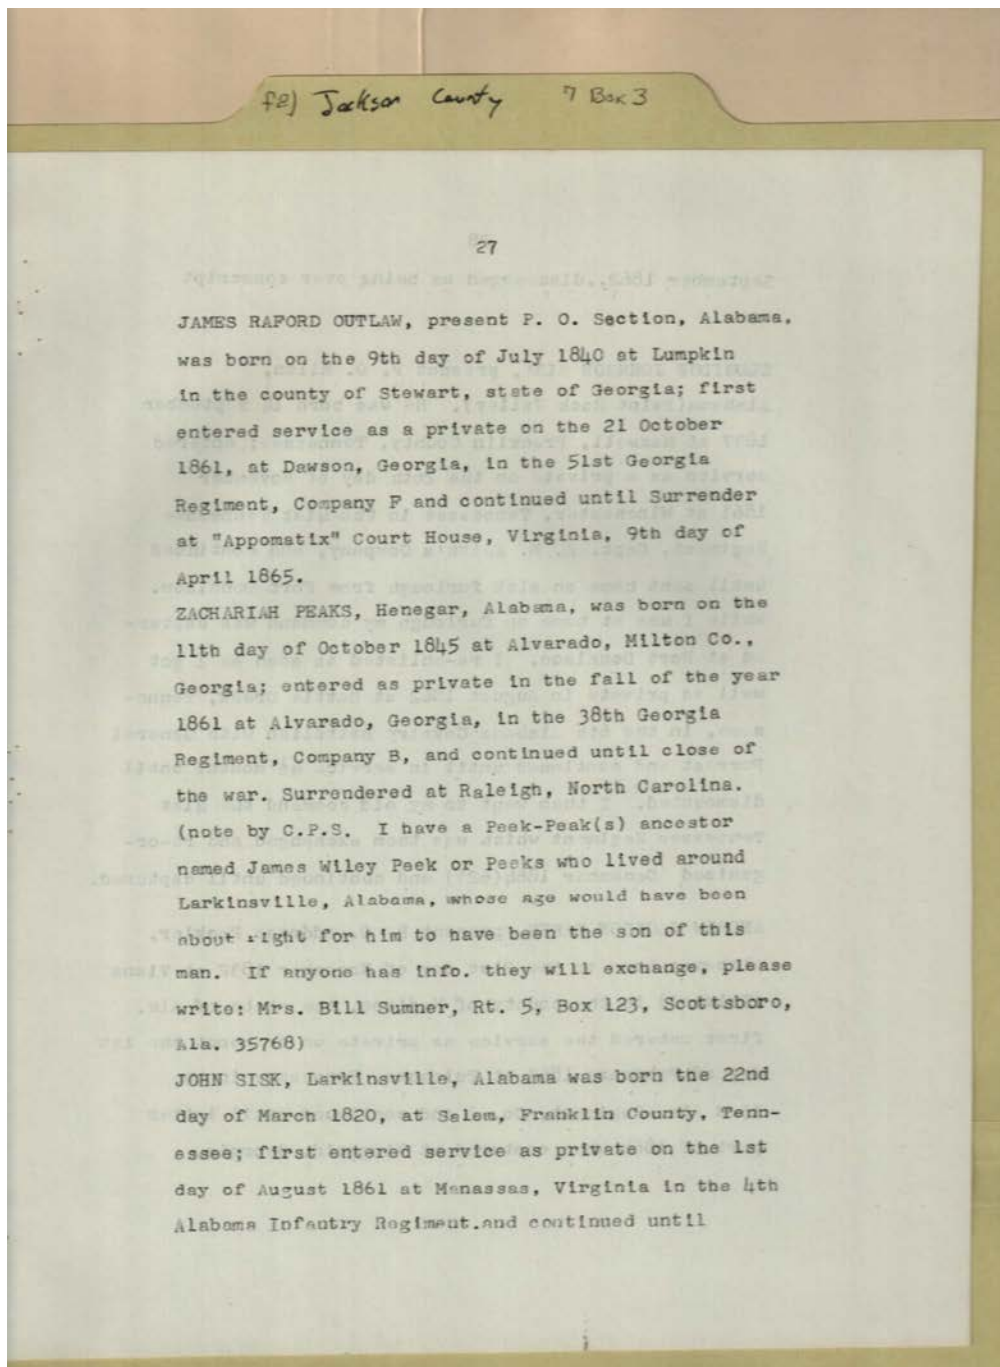 f2) Jackson County 7 Box 3
27
JAMES RAFORD OUTLAW, present P. O. Section, Alabama,
was born on the 9th day of July 1840 at Lumpkin
in the county of Stewart, state of Georgia; first
entered service as a private on the 21 October
1861, at Dawson, Georgia, in the 51st Georgia
Regiment, Company F and continued until Surrender
at "Appomatix" Court House, Virginia, 9th day of
April 1865.
ZACHARIAH PEAKS, Henegar, Alabama, was born on the
11th day of October 1845 at Alvarado, Milton Co.,
Georgia; entered as private in the fall of the year
1861 at Alvarado, Georgia, in the 38th Georgia
Regiment, Company B, and continued until close of
the war. Surrendered at Raleigh, North Carolina.
(note by C.P.S. I have a Peek-Peak(s) ancestor
named James Wiley Peek or Peeks who lived around
Larkinsville, Alabama, whose age would have been
about right for him to have been the son of this
man. If anyone has info. they will exchange, please
write: Mrs. Bill Sumner, Rt. 5, Box 123, Scottsboro,
Ala. 35768)
JOHN SISK, Larkinsville, Alabama was born the 22nd
day of March 1820, at Salem, Franklin County, Tenn-
essee; first entered service as private on the 1st
day of August 1861 at Manassas, Virginia in the 4th
Alabama Infantry Regiment.and continued until